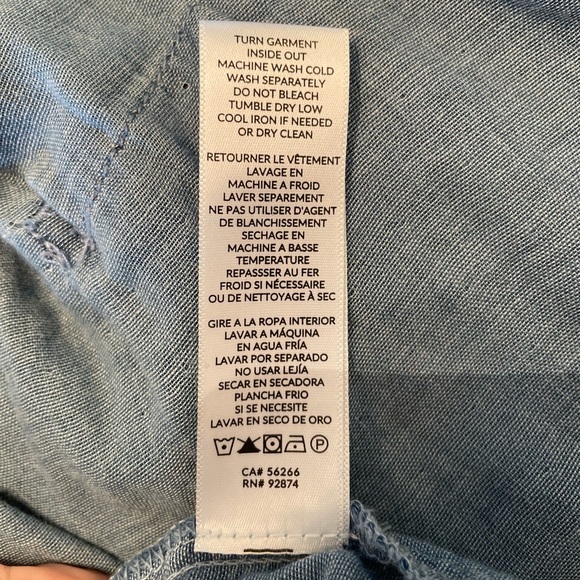 TURN GARMENT
INSIDE OUT
MACHINE WASH COLD
WASH SEPARATELY
DO NOT BLEACH
TUMBLE DRY LOW
COOL IRON IF NEEDED
OR DRY CLEAN
RETOURNER LE VÊTEMENT
LAVAGE EN
MACHINE A FROID
LAVER SEPAREMENT
NE PAS UTILISER D'AGENT
DE BLANCHISSEMENT
SECHAGE EN
MACHINE A BASSE
TEMPERATURE
REPASSSER AU FER
FROID SI NÉCESSAIRE
OU DE NETTOYAGE À SEC
GIRE A LA ROPA INTERIOR
LAVAR A MÁQUINA
EN AGUA FRÍA
LAVAR POR SEPARADO
NO USAR LEJÍA
SECAR EN SECADORA
PLANCHA FRIO
SI SE NECESITE
LAVAR EN SECO DE ORO
P
CA# 56266
RN# 92874